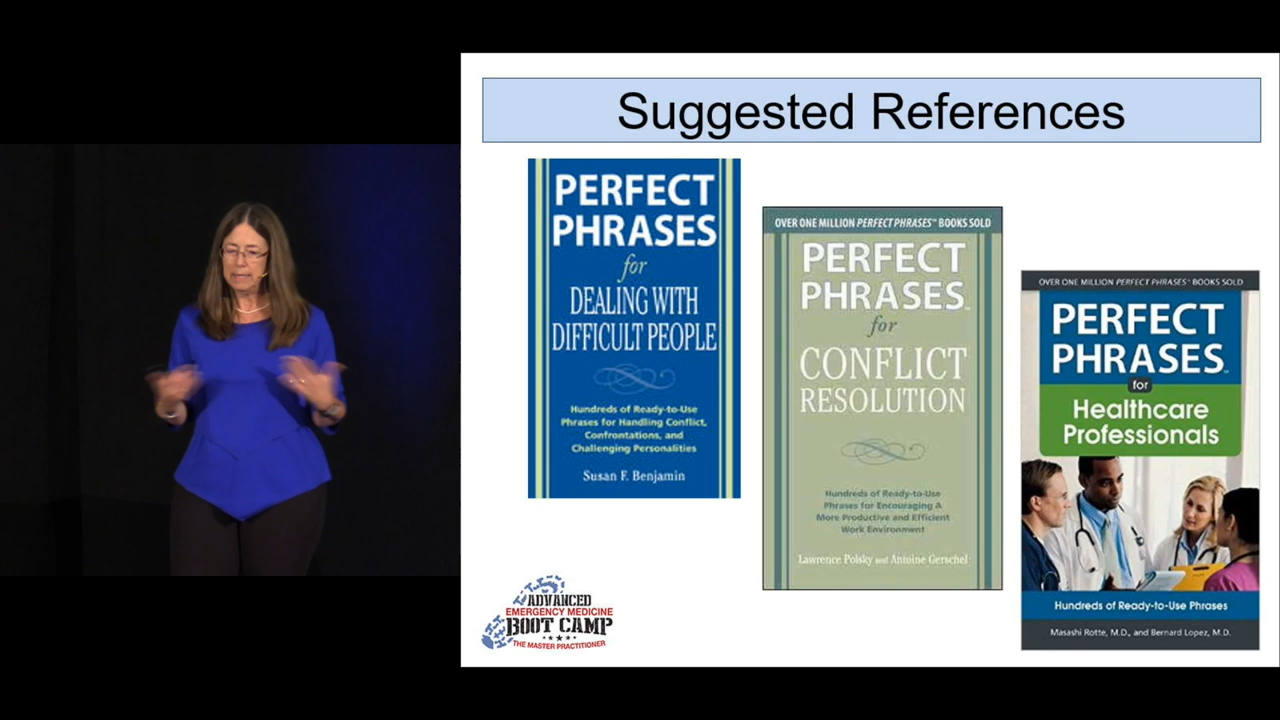 Suggested References
PERFECT
PHRASES
for
DEALING WITH
DIFFICULT PEOPLE
Hundreds of Ready-to-Use
Phrases for Handling Conflict,
Confrontations, and
Challenging Personalities
Susan F. Benjamin
OVER ONE MILLION PERFECT PHRASES™ BOOKS SOLD
PERFECT
PHRASES™
for
CONFLICT
RESOLUTION
Hundreds of Ready-to-Use
Phrases for Encouraging A
More Productive and Efficient
Work Environment
Lawrence Polsky and Antoine Gerschel
OVER ONE MILLION PERFECT PHRASES™ BOOKS SOLD
PERFECT
PHRASES™
for
Healthcare
Professionals
Hundreds of Ready-to-Use Phrases
Masashi Rotte, M.D., and Bernard Lopez, M.D.
ADVANCED
EMERGENCY MEDICINE
BOOT CAMP
THE MASTER PRACTITIONER